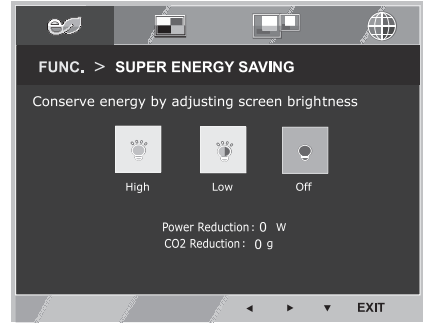 FUNC. > SUPER ENERGY SAVING
Conserve energy by adjusting screen brightness
High Low Off
Power Reduction : 0 W
CO2 Reduction : 0 g
EXIT